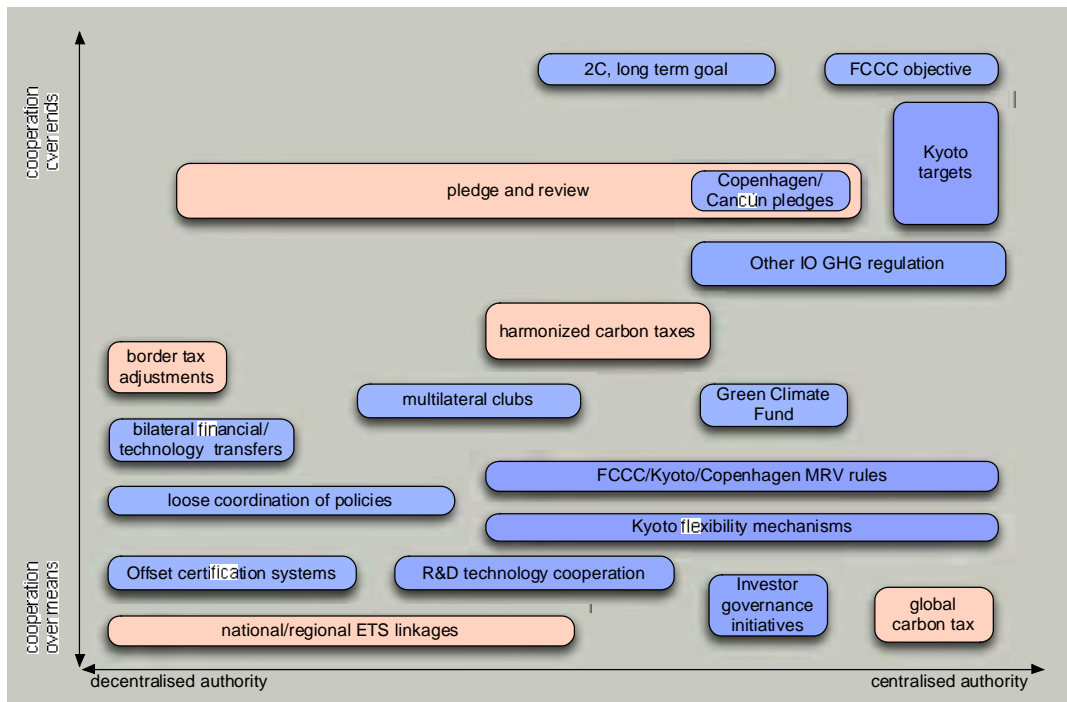 cooperation
over ends
2C, long term goal
FCCC objective
Kyoto
targets
pledge and review
Copenhagen/
Cancún pledges
Other IO GHG regulation
harmonized carbon taxes
border tax
adjustments
multilateral clubs
Green Climate
Fund
bilateral financial/
technology transfers
FCCC/Kyoto/Copenhagen MRV rules
loose coordination of policies
Kyoto flexibility mechanisms
Offset certification systems
R&D technology cooperation
Investor
governance
initiatives
global
carbon tax
national/regional ETS linkages
cooperation
over means
decentralised authority
centralised authority